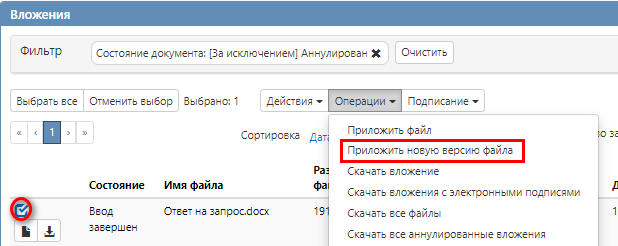 Вложения
Фильтр
Состояние документа: [За исключением] Аннулирован ✖ Очистить
Выбрать все Отменить выбор Выбрано: 1 Действия Операции Подписание
« ‹ 1 › »
Сортировка Дата
Приложить файл
Приложить новую версию файла
Скачать вложение
Скачать вложения с электронными подписями
Скачать все файлы
Скачать все аннулированные вложения
Состояние Имя файла
Ввод завершен
Ответ на запрос.docx
191